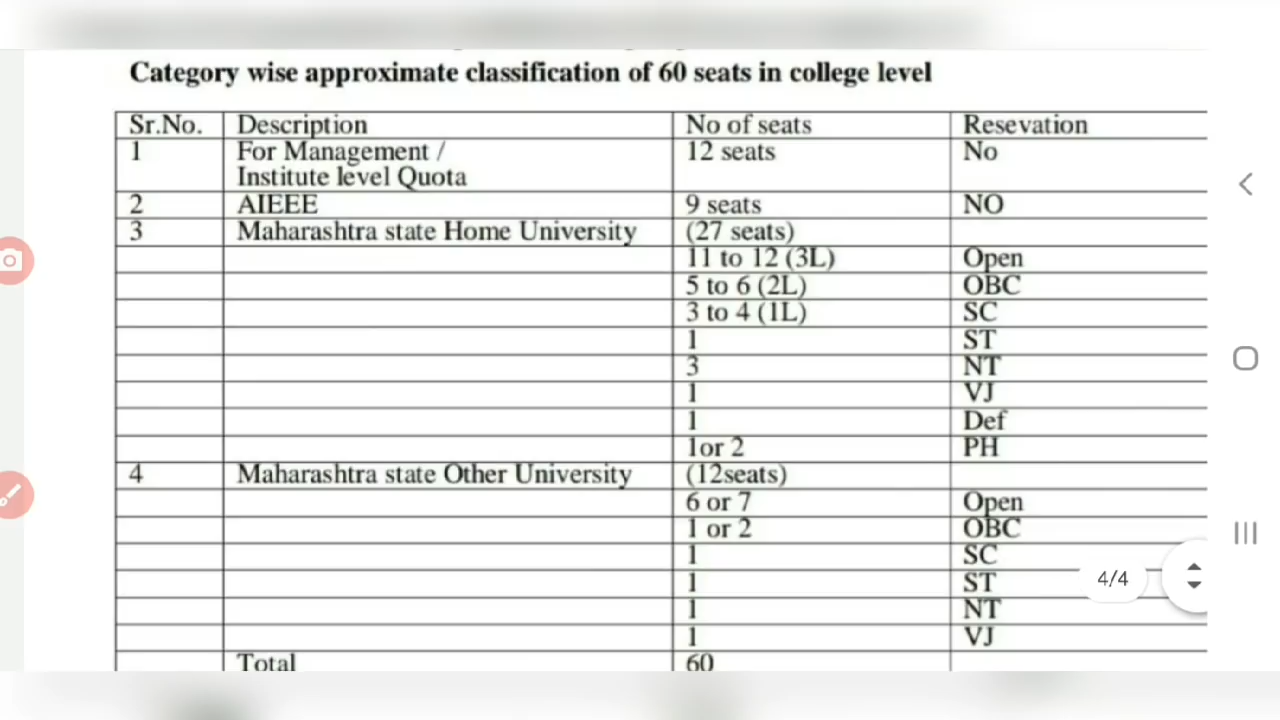 Category wise approximate classification of 60 seats in college level
Sr.No. Description No of seats Resevation
1 For Management / 12 seats No
Institute level Quota
2 AIEEE 9 seats NO
3 Maharashtra state Home University (27 seats)
11 to 12 (3L) Open
5 to 6 (2L) OBC
3 to 4 (1L) SC
1 ST
3 NT
1 VJ
1 Def
1or 2 PH
4 Maharashtra state Other University (12seats)
6 or 7 Open
1 or 2 OBC
1 SC
1 ST
4/4
1 NT
1 VJ
Total 60